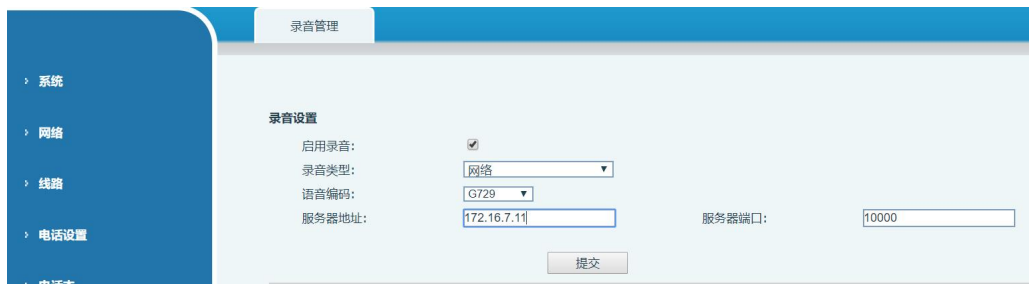 录音管理
系统
网络
线路
电话设置
录音设置
启用录音:
录音类型: 网络
语音编码: G729
服务器地址: 172.16.7.11 服务器端口: 10000
提交